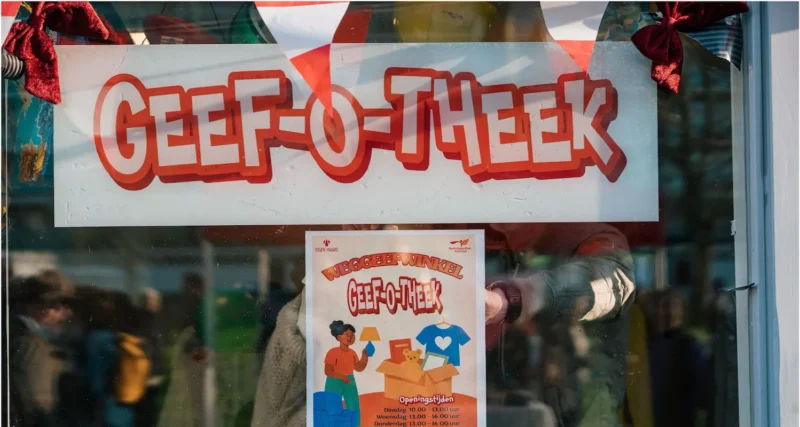 GEEF-O-THEEK
WEGGEEFWINKEL
GEEF-O-THEEK
Openingstijden
Dinsdag 10.00 - 13.00 uur
Woensdag 13.00 - 16.00 uur
Donderdag 13.00 - 16.00 uur